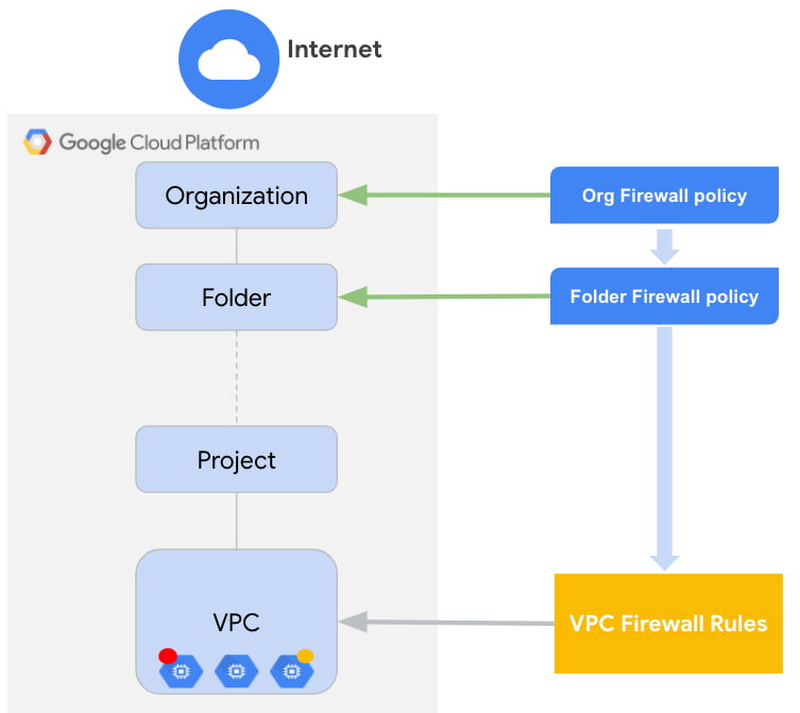 Internet
Google Cloud Platform
Organization
Org Firewall policy
Folder
Folder Firewall policy
Project
VPC
VPC Firewall Rules